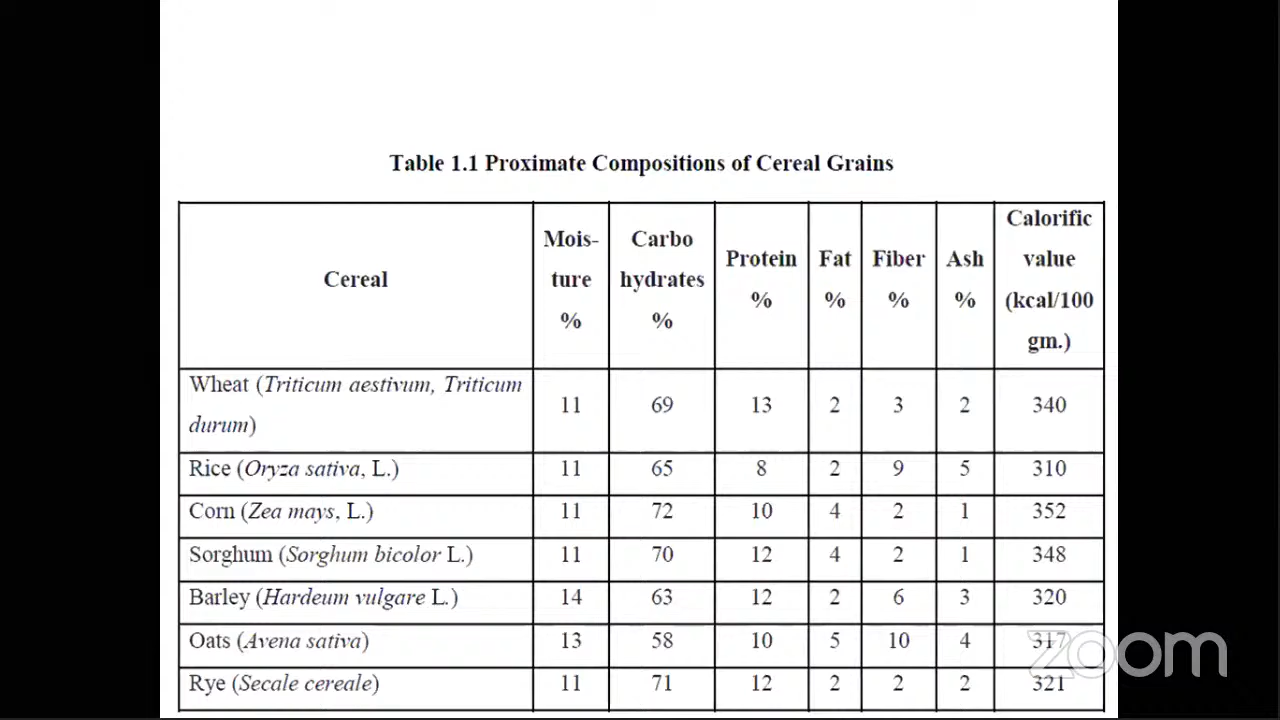 Table 1.1 Proximate Compositions of Cereal Grains
Cereal Mois- Carbo Protein Fat Fiber Ash Calorific
ture hydrates % % % % value
% % (kcal/100
gm.)
Wheat (Triticum aestivum, Triticum durum) 11 69 13 2 3 2 340
Rice (Oryza sativa, L.) 11 65 8 2 9 5 310
Corn (Zea mays, L.) 11 72 10 4 2 1 352
Sorghum (Sorghum bicolor L.) 11 70 12 4 2 1 348
Barley (Hardeum vulgare L.) 14 63 12 2 6 3 320
Oats (Avena sativa) 13 58 10 5 10 4 317
Rye (Secale cereale) 11 71 12 2 2 2 321
zoom